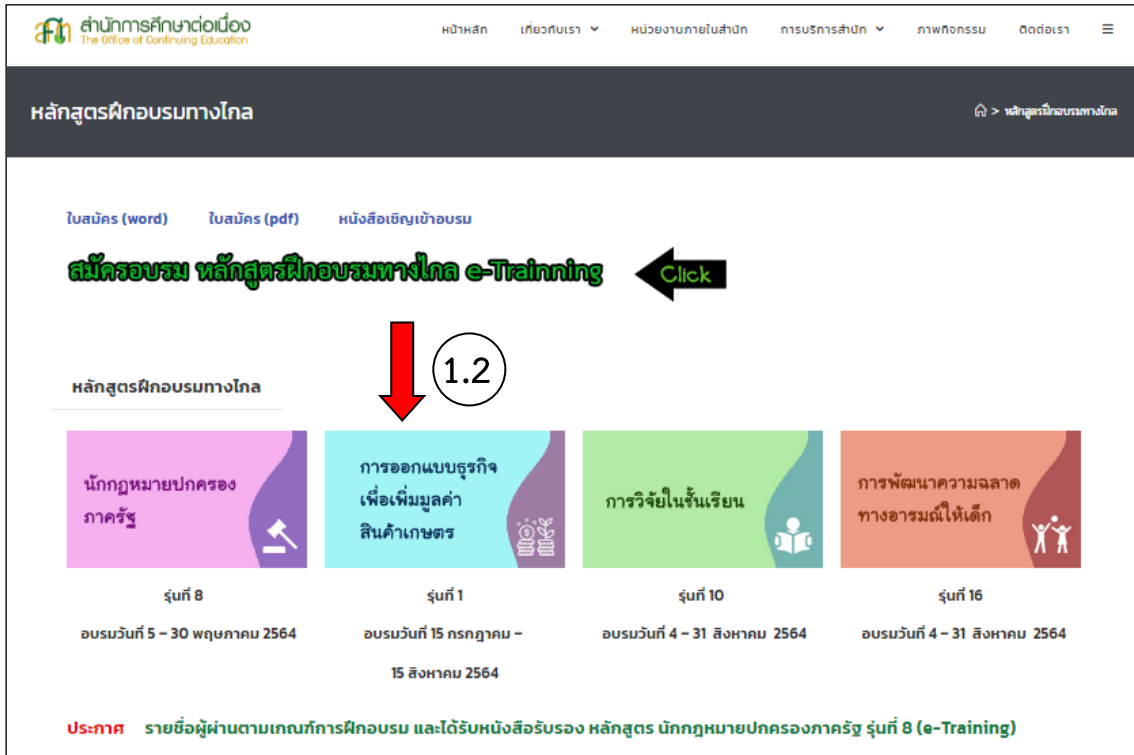 สำนักการศึกษาต่อเนื่อง
The Office of Continuing Education
หน้าหลัก เกี่ยวกับเรา หน่วยงานภายในสำนัก การบริการสำนัก ภาพกิจกรรม ติดต่อเรา
หลักสูตรฝึกอบรมทางไกล
> หลักสูตรฝึกอบรมทางไกล
ใบสมัคร (word) ใบสมัคร (pdf) หนังสือเชิญเข้าอบรม
สมัครอบรม หลักสูตรฝึกอบรมทางไกล e-Trainning Click
1.2
หลักสูตรฝึกอบรมทางไกล
นักกฎหมายปกครอง
ภาครัฐ
การออกแบบธุรกิจ
เพื่อเพิ่มมูลค่า
สินค้าเกษตร
การวิจัยในชั้นเรียน
การพัฒนาความฉลาด
ทางอารมณ์ให้เด็ก
รุ่นที่ 8 รุ่นที่ 1 รุ่นที่ 10 รุ่นที่ 16
อบรมวันที่ 5 – 30 พฤษภาคม 2564 อบรมวันที่ 15 กรกฎาคม – อบรมวันที่ 4 – 31 สิงหาคม 2564 อบรมวันที่ 4 – 31 สิงหาคม 2564
15 สิงหาคม 2564
ประกาศ รายชื่อผู้ผ่านตามเกณฑ์การฝึกอบรม และได้รับหนังสือรับรอง หลักสูตร นักกฎหมายปกครองภาครัฐ รุ่นที่ 8 (e-Training)